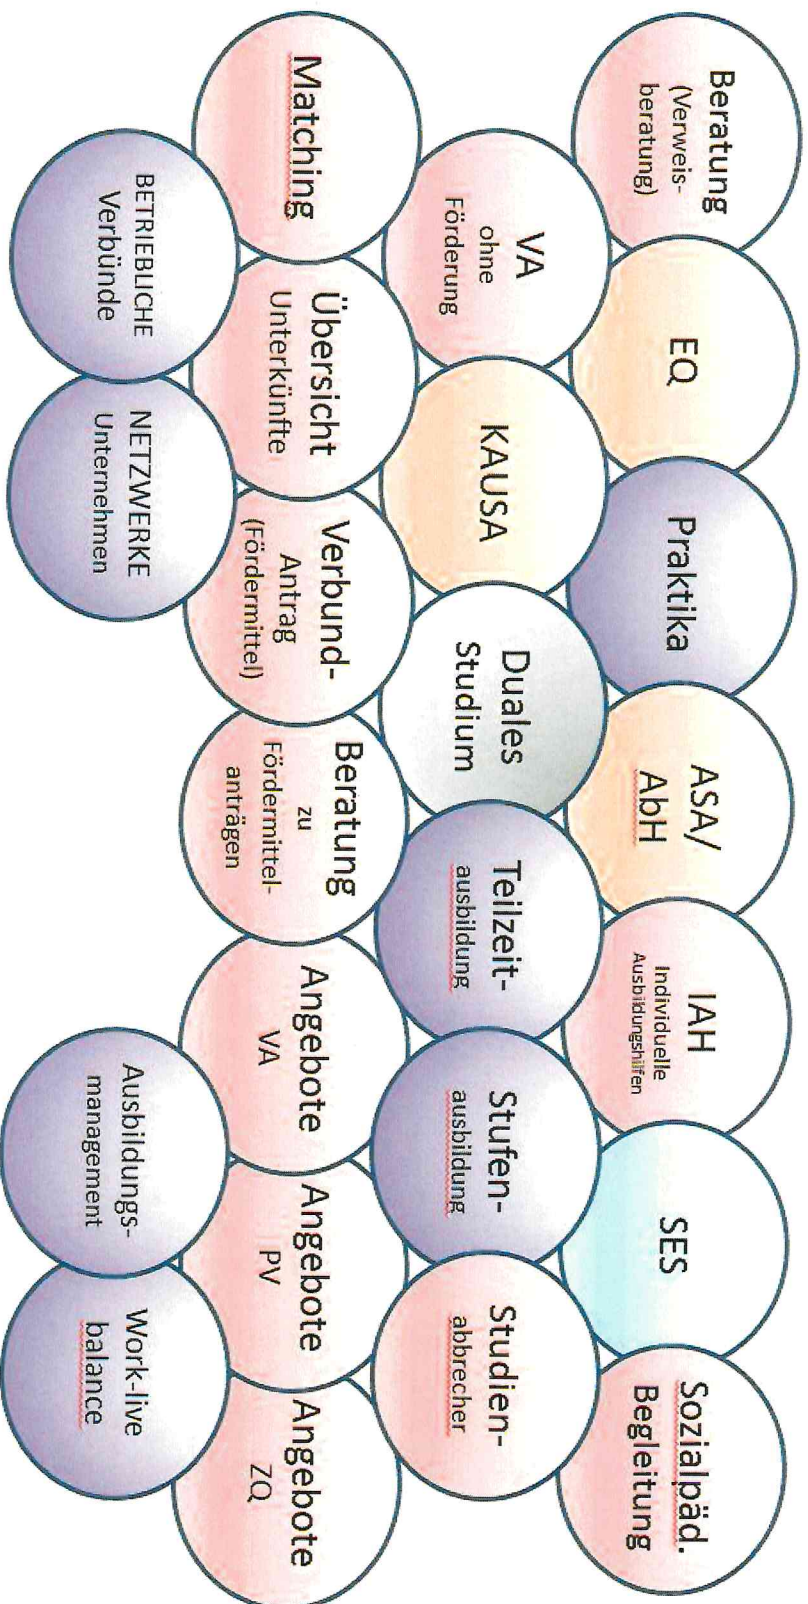 Beratung
(Verweis-
beratung)
EQ
Praktika
ASA/
AbH
IAH
Individuelle
Ausbildungshilfen
SES
Sozialpäd.
Begleitung
VA
ohne
Förderung
KAUSA
Duales
Studium
Teilzeit-
ausbildung
Stufen-
ausbildung
Studien-
abbrecher
Matching
Übersicht
Unterkünfte
Verbund-
Antrag
(Fördermittel)
Beratung
zu
Fördermittel-
anträgen
Angebote
VA
Angebote
PV
Angebote
ZQ
BETRIEBLICHE
Verbünde
NETZWERKE
Unternehmen
Ausbildungs-
management
Work-live
balance